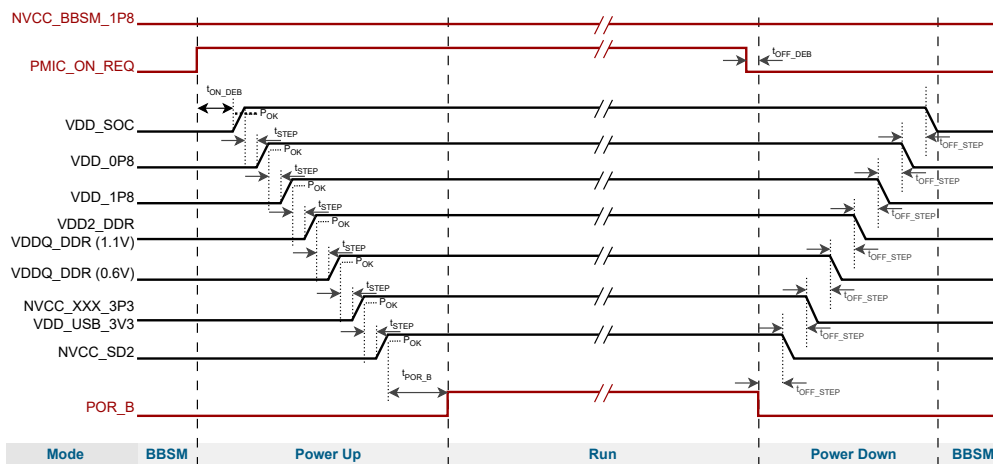 NVCC_BBSM_1P8
PMIC_ON_REQ
tOFF_DEB
tON_DEB
POK
VDD_SOC
tSTEP
tOFF_STEP
POK
VDD_0P8
tSTEP
tOFF_STEP
POK
VDD_1P8
tSTEP
tOFF_STEP
POK
VDD2_DDR
VDDQ_DDR (1.1V)
tSTEP
tOFF_STEP
POK
VDDQ_DDR (0.6V)
tSTEP
tOFF_STEP
POK
NVCC_XXX_3P3
VDD_USB_3V3
tSTEP
tOFF_STEP
POK
NVCC_SD2
tPOR_B
tOFF_STEP
POR_B
Mode BBSM Power Up Run Power Down BBSM